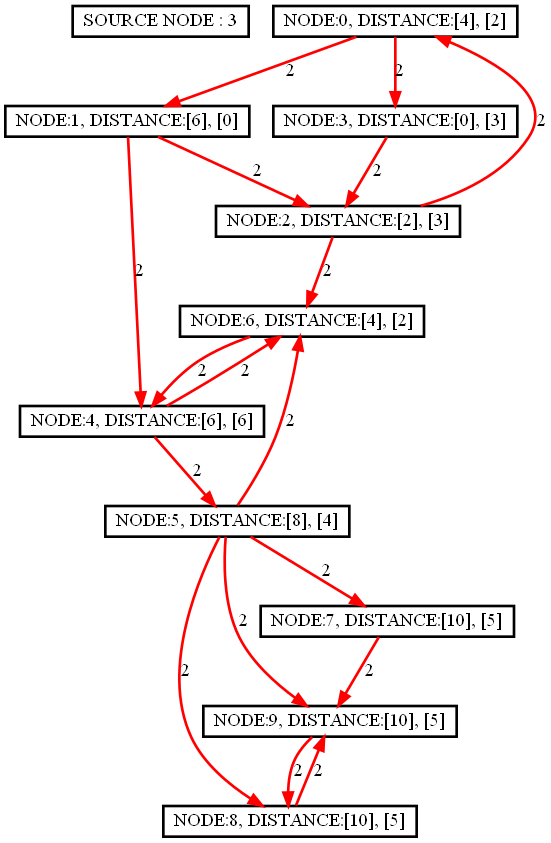 SOURCE NODE : 3
NODE:0, DISTANCE:[4], [2]
2
2
NODE:1, DISTANCE:[6], [0]
NODE:3, DISTANCE:[0], [3]
2
2
2
NODE:2, DISTANCE:[2], [3]
2
2
NODE:6, DISTANCE:[4], [2]
2
2
NODE:4, DISTANCE:[6], [6]
2
2
NODE:5, DISTANCE:[8], [4]
2
NODE:7, DISTANCE:[10], [5]
2
2
2
NODE:9, DISTANCE:[10], [5]
2
2
NODE:8, DISTANCE:[10], [5]